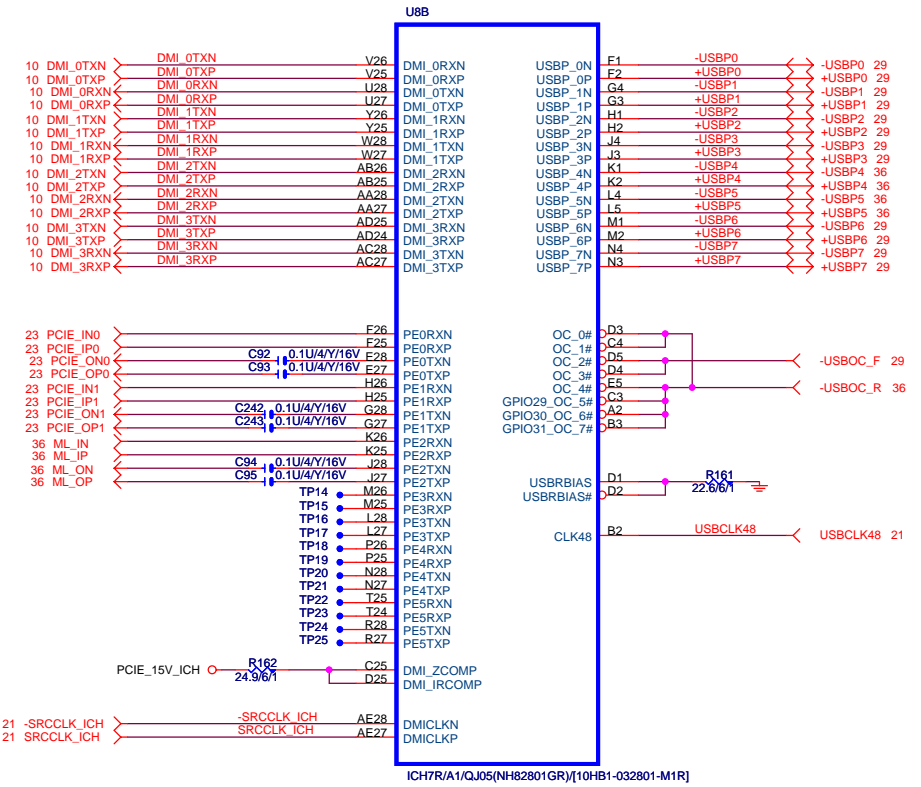 U8B
10 DMI_0TXN DMI_0TXN V26 DMI_0RXN USBP_0N F1 -USBP0 -USBP0 29
10 DMI_0TXP DMI_0TXP V25 DMI_0RXP USBP_0P F2 +USBP0 +USBP0 29
10 DMI_0RXN DMI_0RXN U28 DMI_0TXN USBP_1N G4 -USBP1 -USBP1 29
10 DMI_0RXP DMI_0RXP U27 DMI_0TXP USBP_1P G3 +USBP1 +USBP1 29
10 DMI_1TXN DMI_1TXN Y26 DMI_1RXN USBP_2N H1 -USBP2 -USBP2 29
10 DMI_1TXP DMI_1TXP Y25 DMI_1RXP USBP_2P H2 +USBP2 +USBP2 29
10 DMI_1RXN DMI_1RXN W28 DMI_1TXN USBP_3N J4 -USBP3 -USBP3 29
10 DMI_1RXP DMI_1RXP W27 DMI_1TXP USBP_3P J3 +USBP3 +USBP3 29
10 DMI_2TXN DMI_2TXN AB26 DMI_2RXN USBP_4N K1 -USBP4 -USBP4 36
10 DMI_2TXP DMI_2TXP AB25 DMI_2RXP USBP_4P K2 +USBP4 +USBP4 36
10 DMI_2RXN DMI_2RXN AA28 DMI_2TXN USBP_5N L4 -USBP5 -USBP5 36
10 DMI_2RXP DMI_2RXP AA27 DMI_2TXP USBP_5P L5 +USBP5 +USBP5 36
10 DMI_3TXN DMI_3TXN AD25 DMI_3RXN USBP_6N M1 -USBP6 -USBP6 29
10 DMI_3TXP DMI_3TXP AD24 DMI_3RXP USBP_6P M2 +USBP6 +USBP6 29
10 DMI_3RXN DMI_3RXN AC28 DMI_3TXN USBP_7N N4 -USBP7 -USBP7 29
10 DMI_3RXP DMI_3RXP AC27 DMI_3TXP USBP_7P N3 +USBP7 +USBP7 29
23 PCIE_IN0 F26 PE0RXN OC_0# D3
23 PCIE_IP0 F25 PE0RXP OC_1# C4
23 PCIE_ON0 C92 0.1U/4/Y/16V E28 PE0TXN OC_2# D5 -USBOC_F 29
23 PCIE_OP0 C93 0.1U/4/Y/16V E27 PE0TXP OC_3# D4
23 PCIE_IN1 H26 PE1RXN OC_4# E5 -USBOC_R 36
23 PCIE_IP1 H25 PE1RXP GPIO29_OC_5# C3
23 PCIE_ON1 C242 0.1U/4/Y/16V G28 PE1TXN GPIO30_OC_6# A2
23 PCIE_OP1 C243 0.1U/4/Y/16V G27 PE1TXP GPIO31_OC_7# B3
36 ML_IN K26 PE2RXN
36 ML_IP K25 PE2RXP
36 ML_ON C94 0.1U/4/Y/16V J28 PE2TXN
36 ML_OP C95 0.1U/4/Y/16V J27 PE2TXP USBRBIAS D1 R161
TP14 M26 PE3RXN USBRBIAS# D2 22.6/6/1
TP15 M25 PE3RXP
TP16 L28 PE3TXN
TP17 L27 PE3TXP CLK48 B2 USBCLK48 USBCLK48 21
TP18 P26 PE4RXN
TP19 P25 PE4RXP
TP20 N28 PE4TXN
TP21 N27 PE4TXP
TP22 T25 PE5RXN
TP23 T24 PE5RXP
TP24 R28 PE5TXN
TP25 R27 PE5TXP
PCIE_15V_ICH R162 C25 DMI_ZCOMP
24.9/6/1 D25 DMI_IRCOMP
21 -SRCCLK_ICH -SRCCLK_ICH AE28 DMICLKN
21 SRCCLK_ICH SRCCLK_ICH AE27 DMICLKP
ICH7R/A1/QJ05(NH82801GR)/[10HB1-032801-M1R]